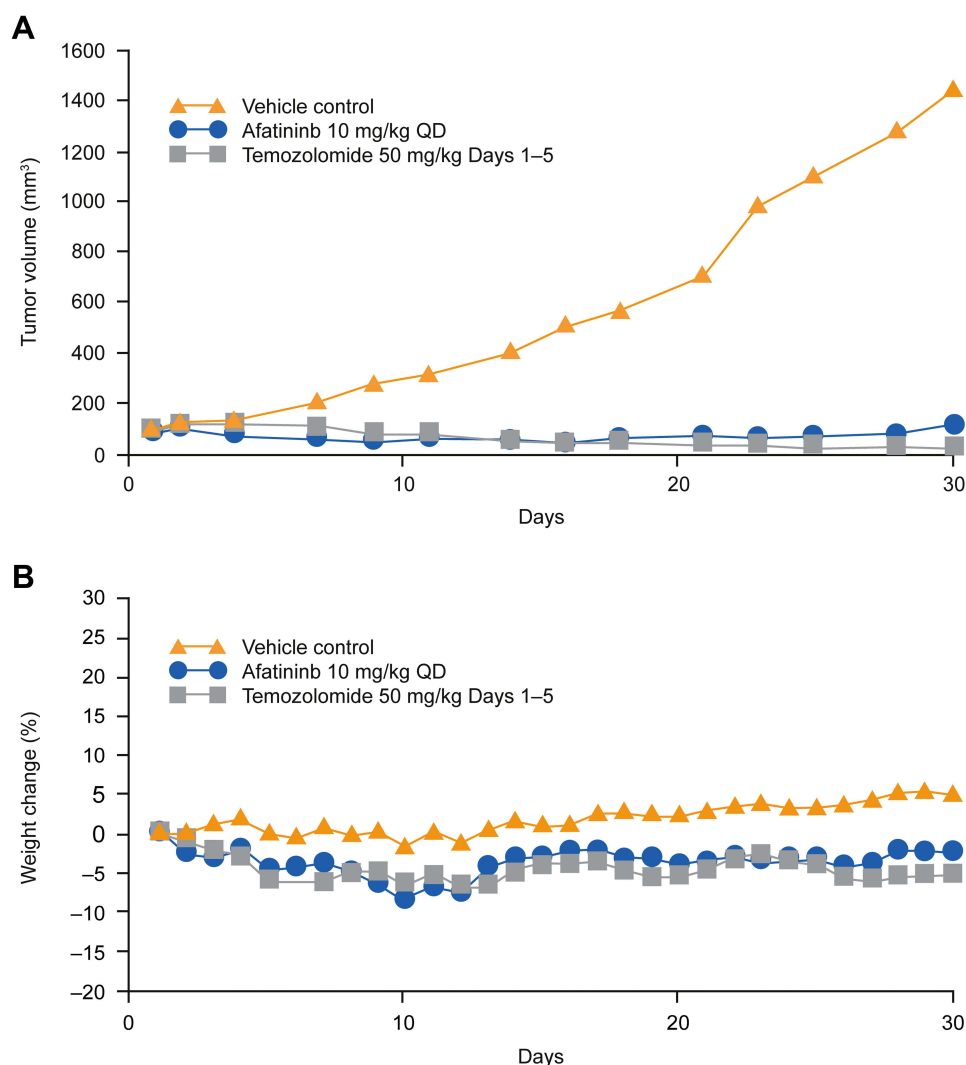 A
1600
1400
1200
1000
800
600
400
200
0
Tumor volume (mm³)
Vehicle control
Afatininb 10 mg/kg QD
Temozolomide 50 mg/kg Days 1–5
0 10 20 30
Days
B
30
25
20
15
10
5
0
–5
–10
–15
–20
Weight change (%)
Vehicle control
Afatininb 10 mg/kg QD
Temozolomide 50 mg/kg Days 1–5
0 10 20 30
Days